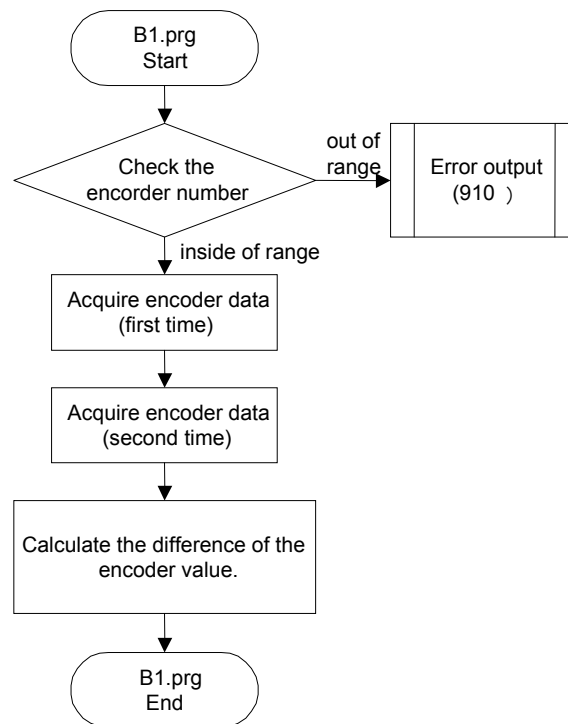 B1.prg
Start
Check the
encorder number
out of
range
Error output
(910 ）
inside of range
Acquire encoder data
(first time)
Acquire encoder data
(second time)
Calculate the difference of the
encoder value.
B1.prg
End